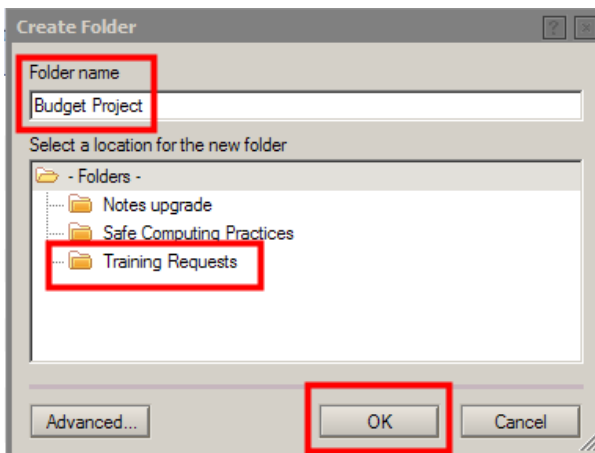 Create Folder
Folder name
Budget Project
Select a location for the new folder
- Folders -
Notes upgrade
Safe Computing Practices
Training Requests
Advanced... OK Cancel